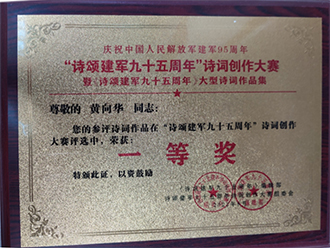 庆祝中国人民解放军建军95周年
“诗颂建军九十五周年”诗词创作大赛
暨《诗颂建军九十五周年》大型诗词作品集
尊敬的 黄向华 同志:
您的参评诗词作品在“诗颂建军九十五周年”诗词创作
大赛评选中,荣获:
一等奖
特颁此证,以资鼓励